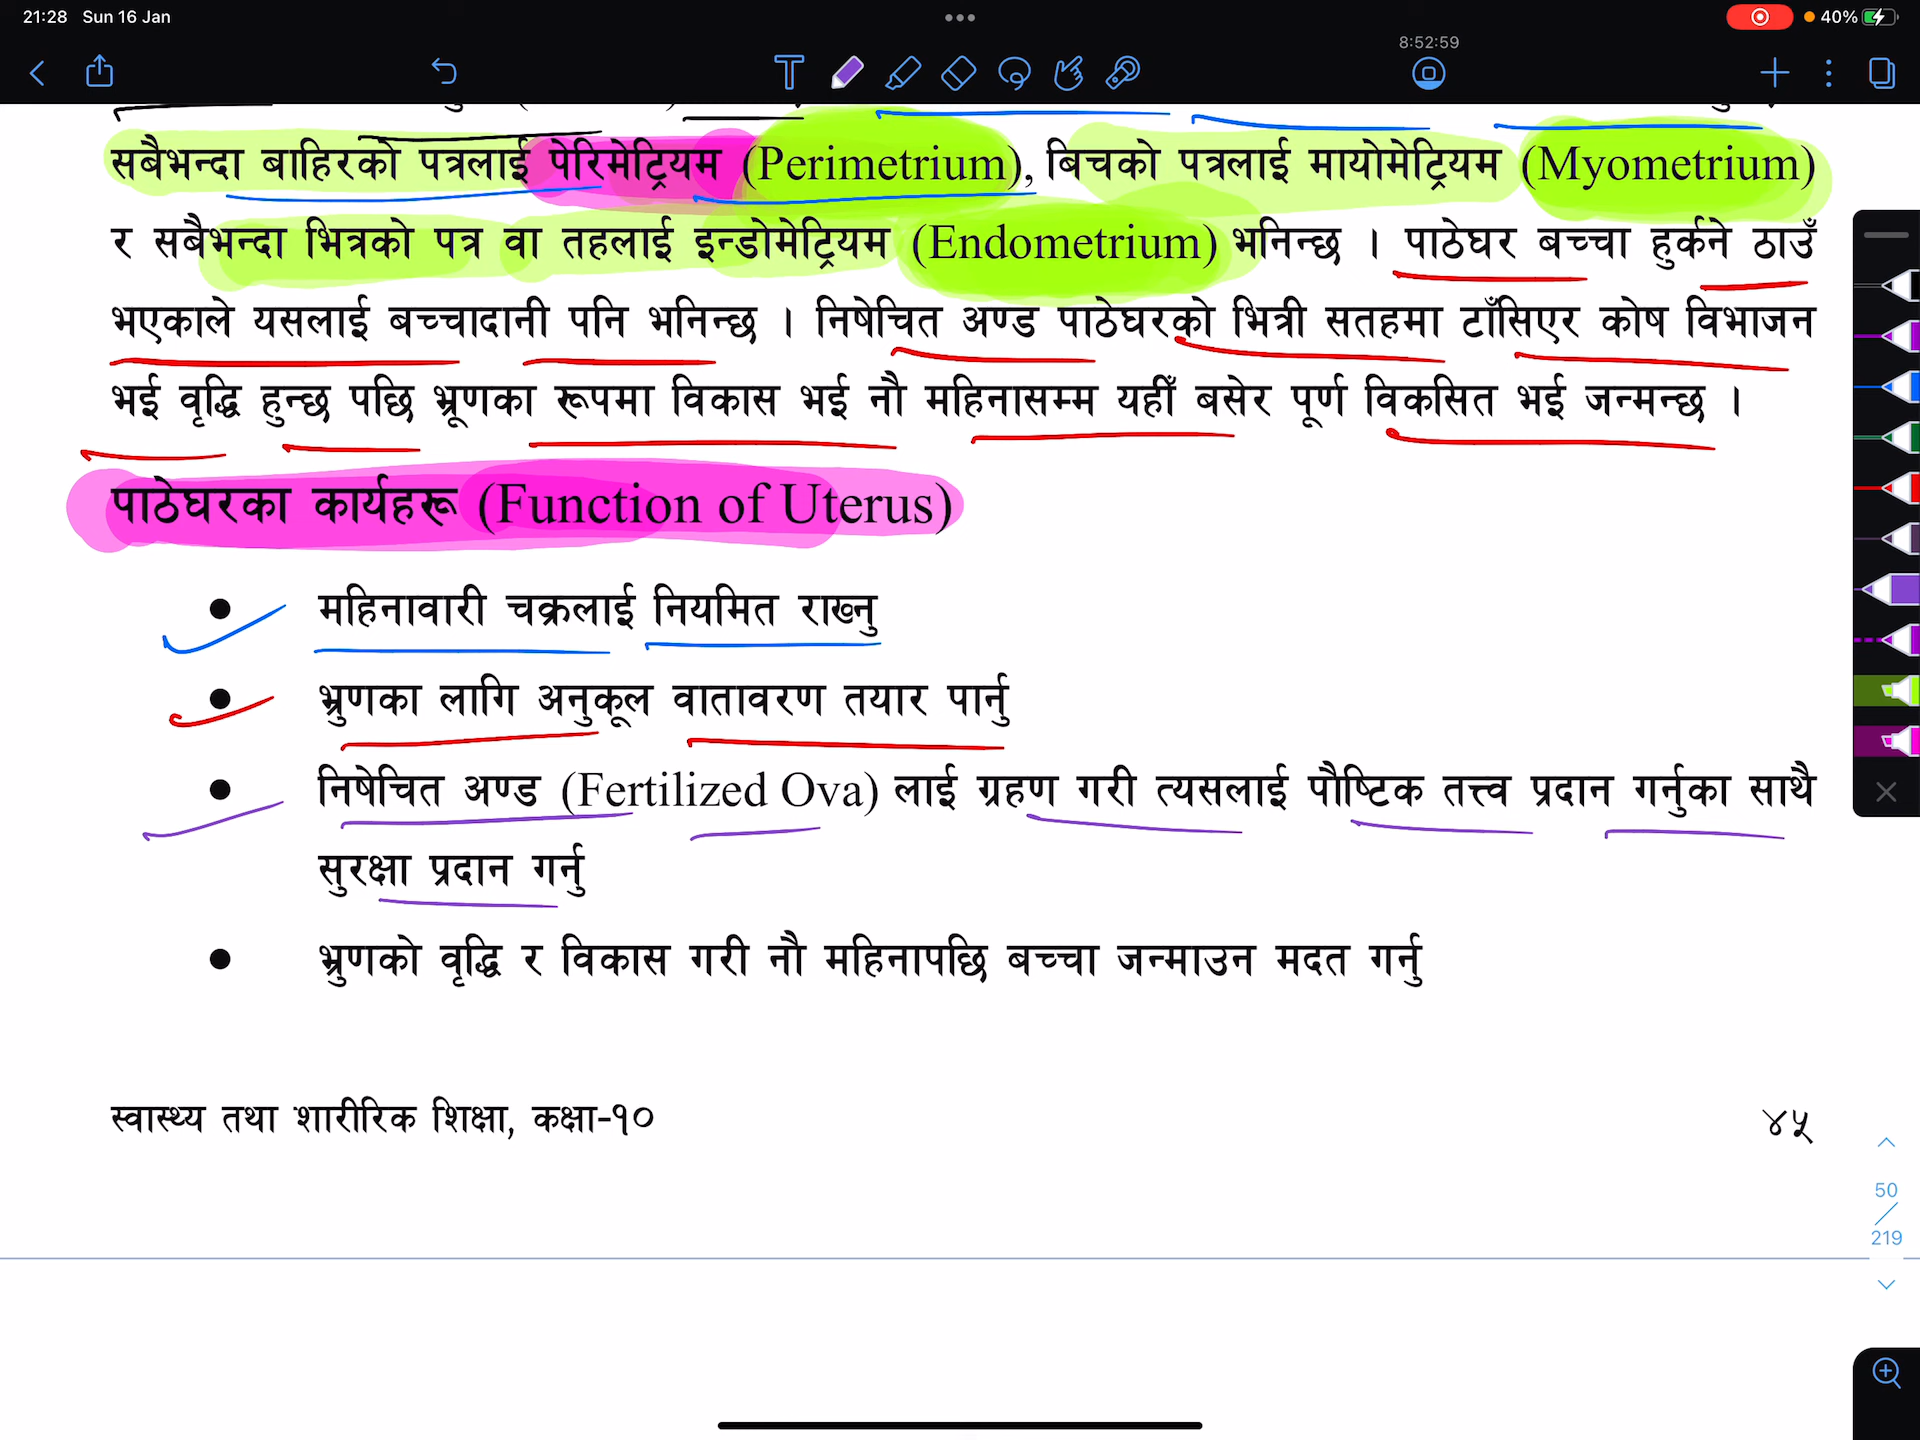 21:28 Sun 16 Jan
40%
8:52:59
सबैभन्दा बाहिरको पत्रलाई पेरिमेट्रियम (Perimetrium), बिचको पत्रलाई मायोमेट्रियम (Myometrium)
र सबैभन्दा भित्रको पत्र वा तहलाई इन्डोमेट्रियम (Endometrium) भनिन्छ । पाठेघर बच्चा हुर्कने ठाउँ
भएकाले यसलाई बच्चादानी पनि भनिन्छ । निषेचित अण्ड पाठेघरको भित्री सतहमा टाँसिएर कोष विभाजन
भई वृद्धि हुन्छ पछि भ्रूणका रूपमा विकास भई नौ महिनासम्म यहीँ बसेर पूर्ण विकसित भई जन्मन्छ ।
पाठेघरका कार्यहरू (Function of Uterus)
● महिनावारी चक्रलाई नियमित राख्नु
● भ्रुणका लागि अनुकूल वातावरण तयार पार्नु
● निषेचित अण्ड (Fertilized Ova) लाई ग्रहण गरी त्यसलाई पौष्टिक तत्त्व प्रदान गर्नुका साथै
सुरक्षा प्रदान गर्नु
● भ्रुणको वृद्धि र विकास गरी नौ महिनापछि बच्चा जन्माउन मदत गर्नु
स्वास्थ्य तथा शारीरिक शिक्षा, कक्षा-१० ४५
50
/
219